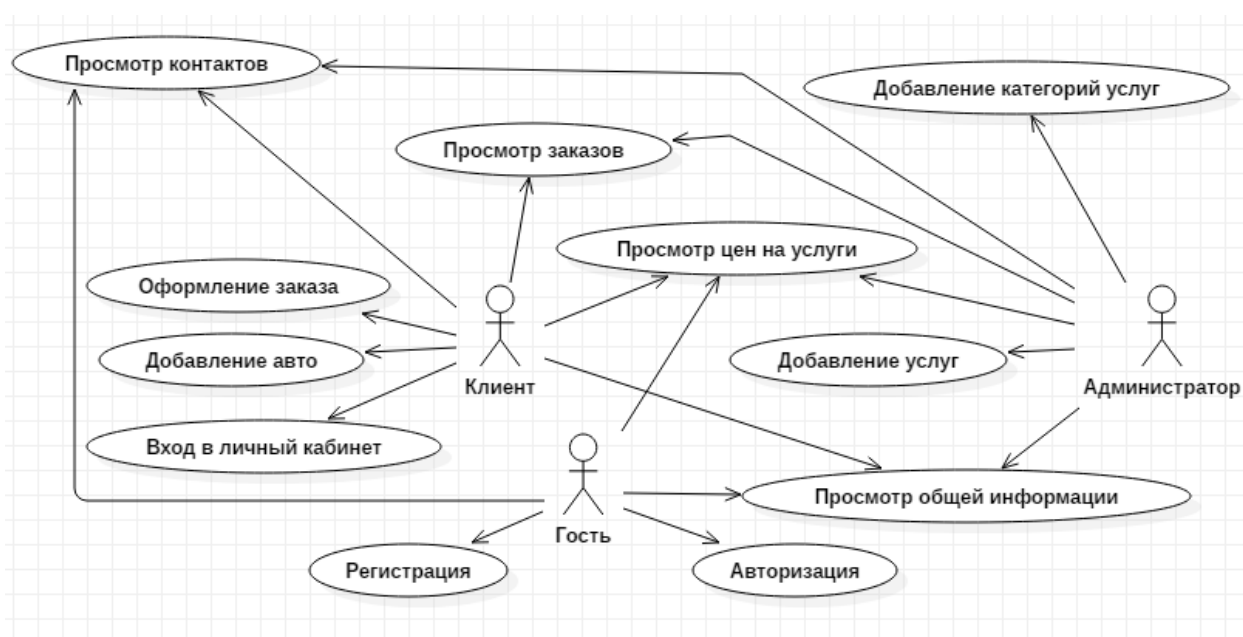 Просмотр контактов
Добавление категорий услуг
Просмотр заказов
Просмотр цен на услуги
Оформление заказа
Добавление авто
Добавление услуг
Клиент
Администратор
Вход в личный кабинет
Просмотр общей информации
Гость
Регистрация
Авторизация